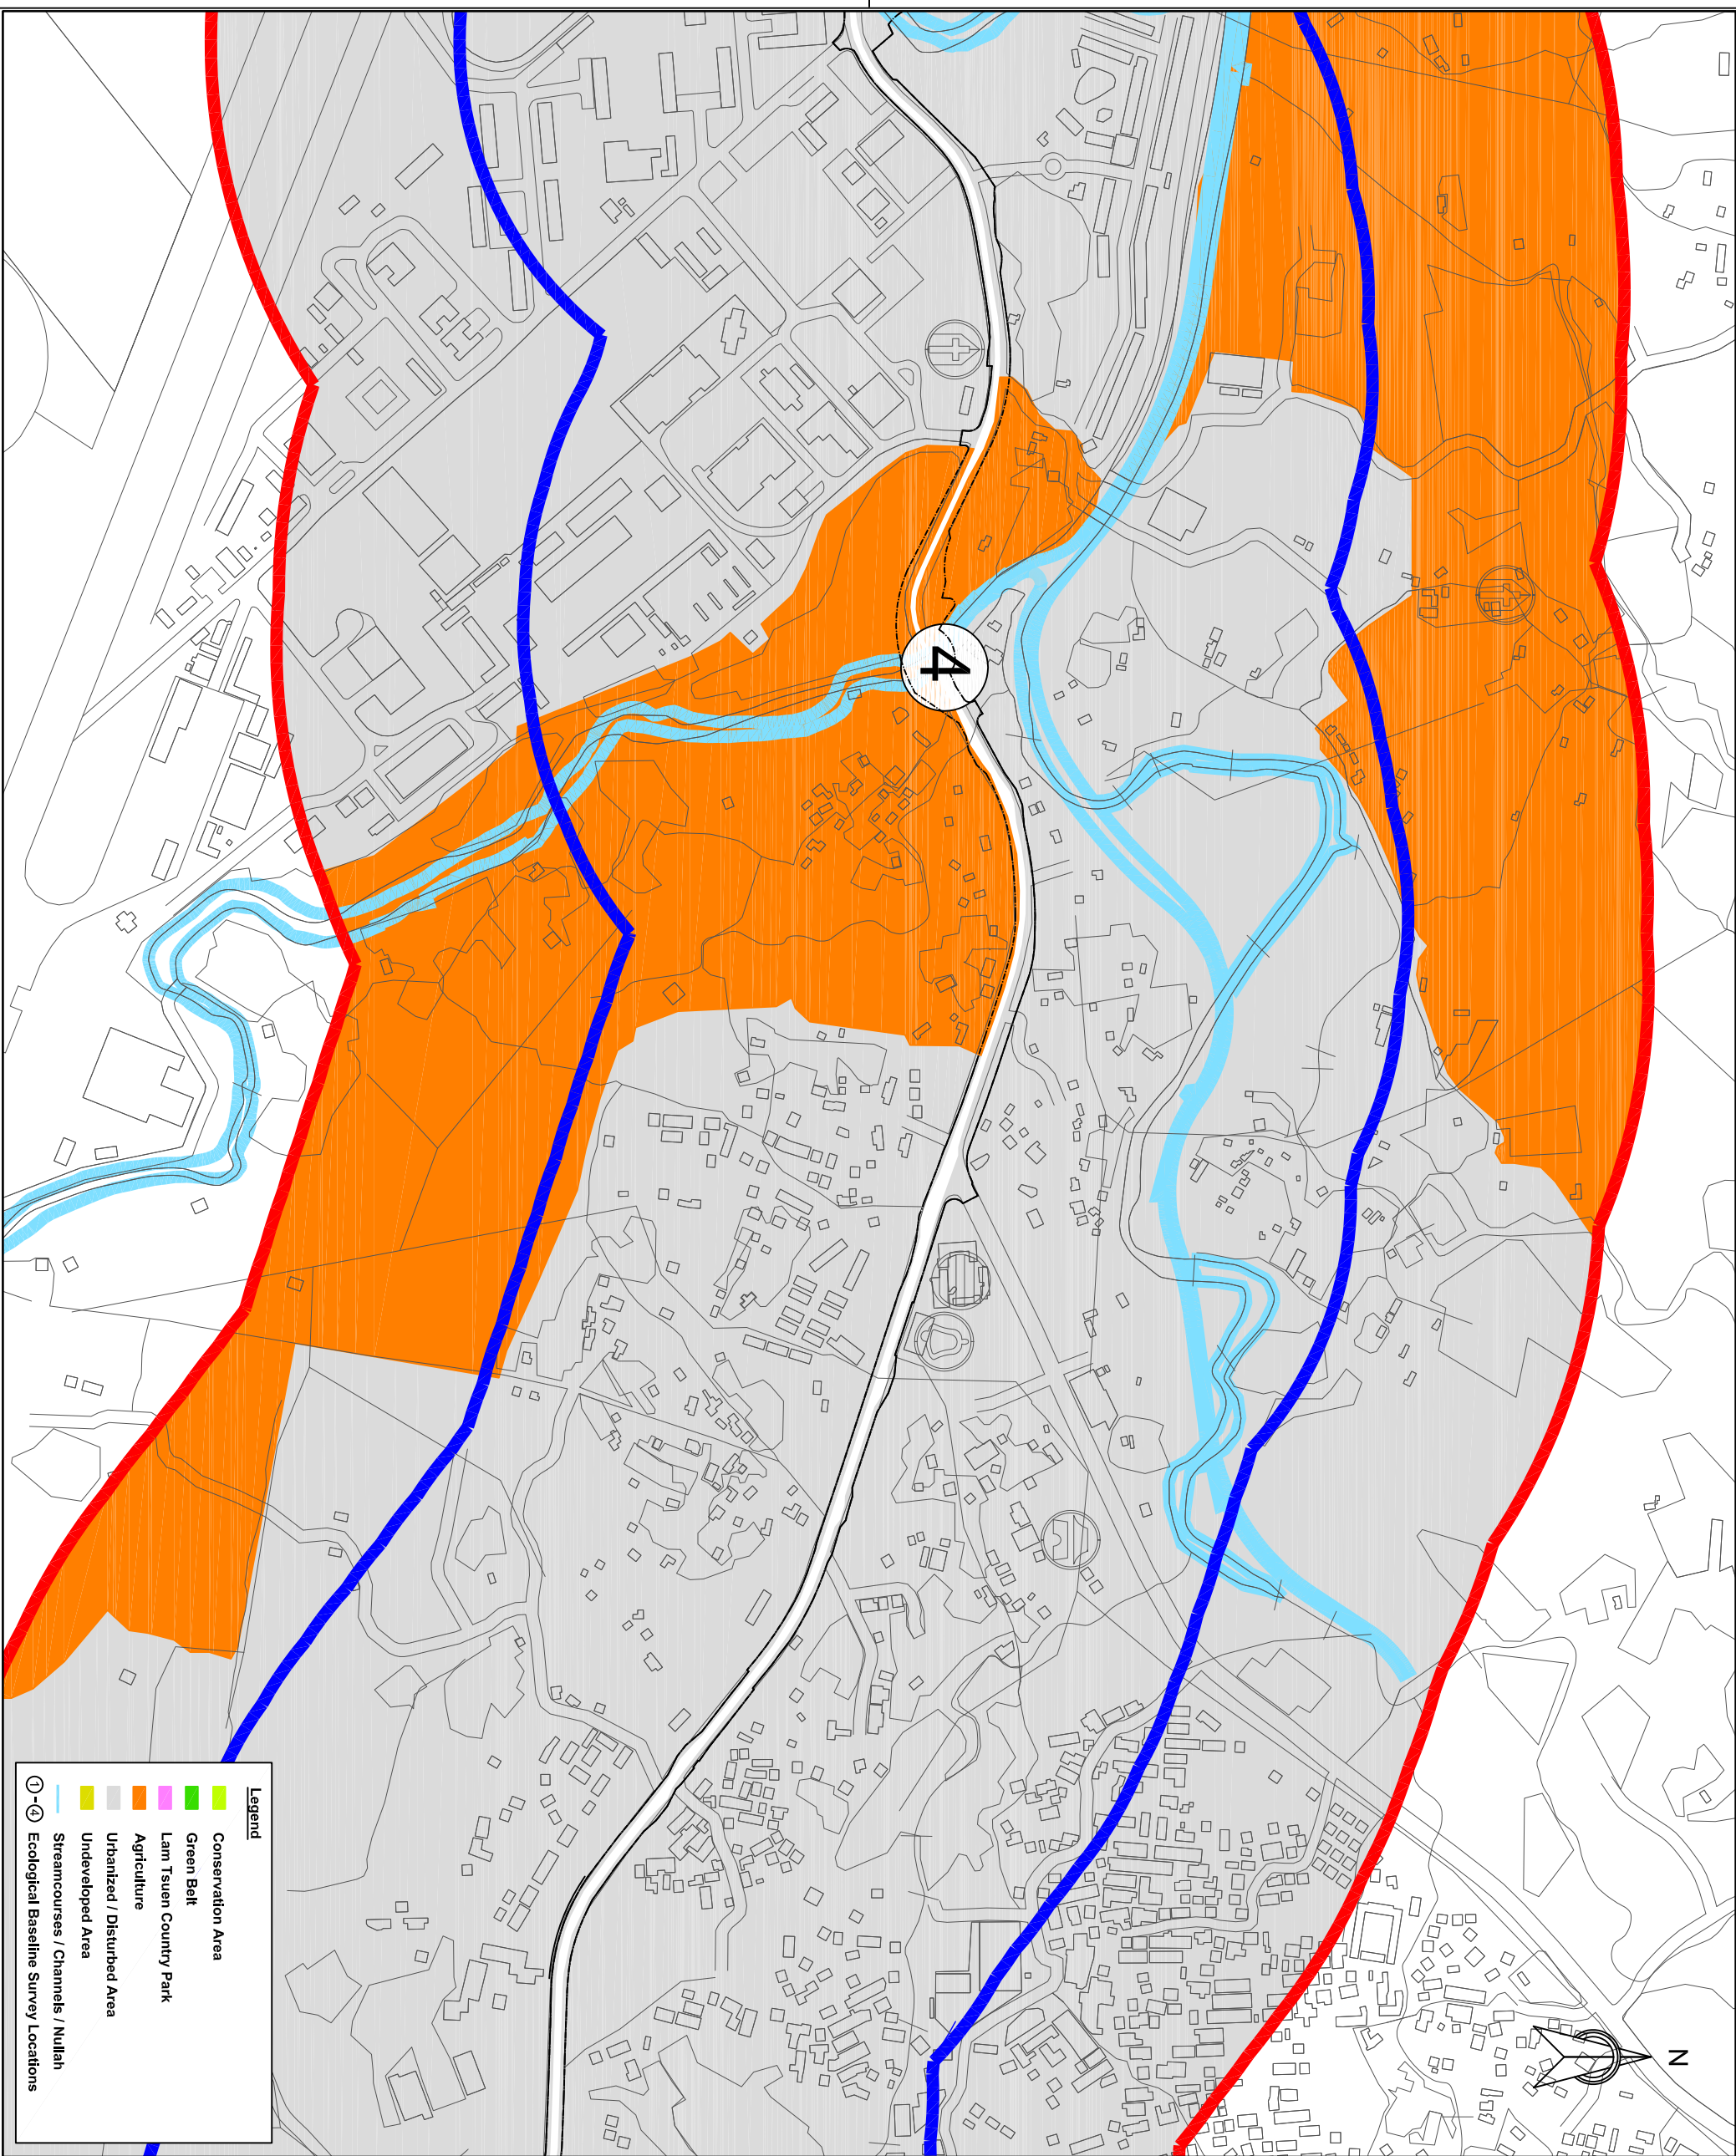 4
N
Legend
Conservation Area
Green Belt
Lam Tsuen Country Park
Agriculture
Urbanized / Disturbed Area
Undeveloped Area
Streamcourses / Channels / Nullah
①-④ Ecological Baseline Survey Locations